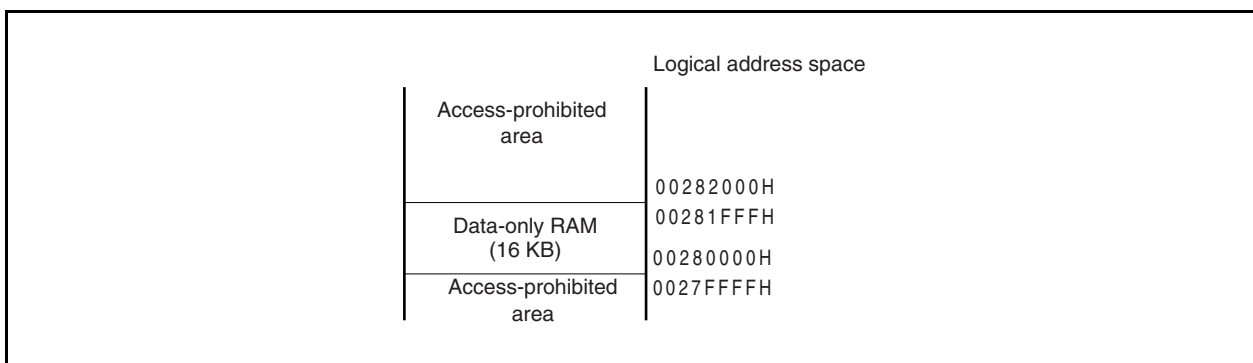 Logical address space
Access-prohibited
area
00282000H
00281FFFH
Data-only RAM
(16 KB)
00280000H
Access-prohibited
area
0027FFFFH